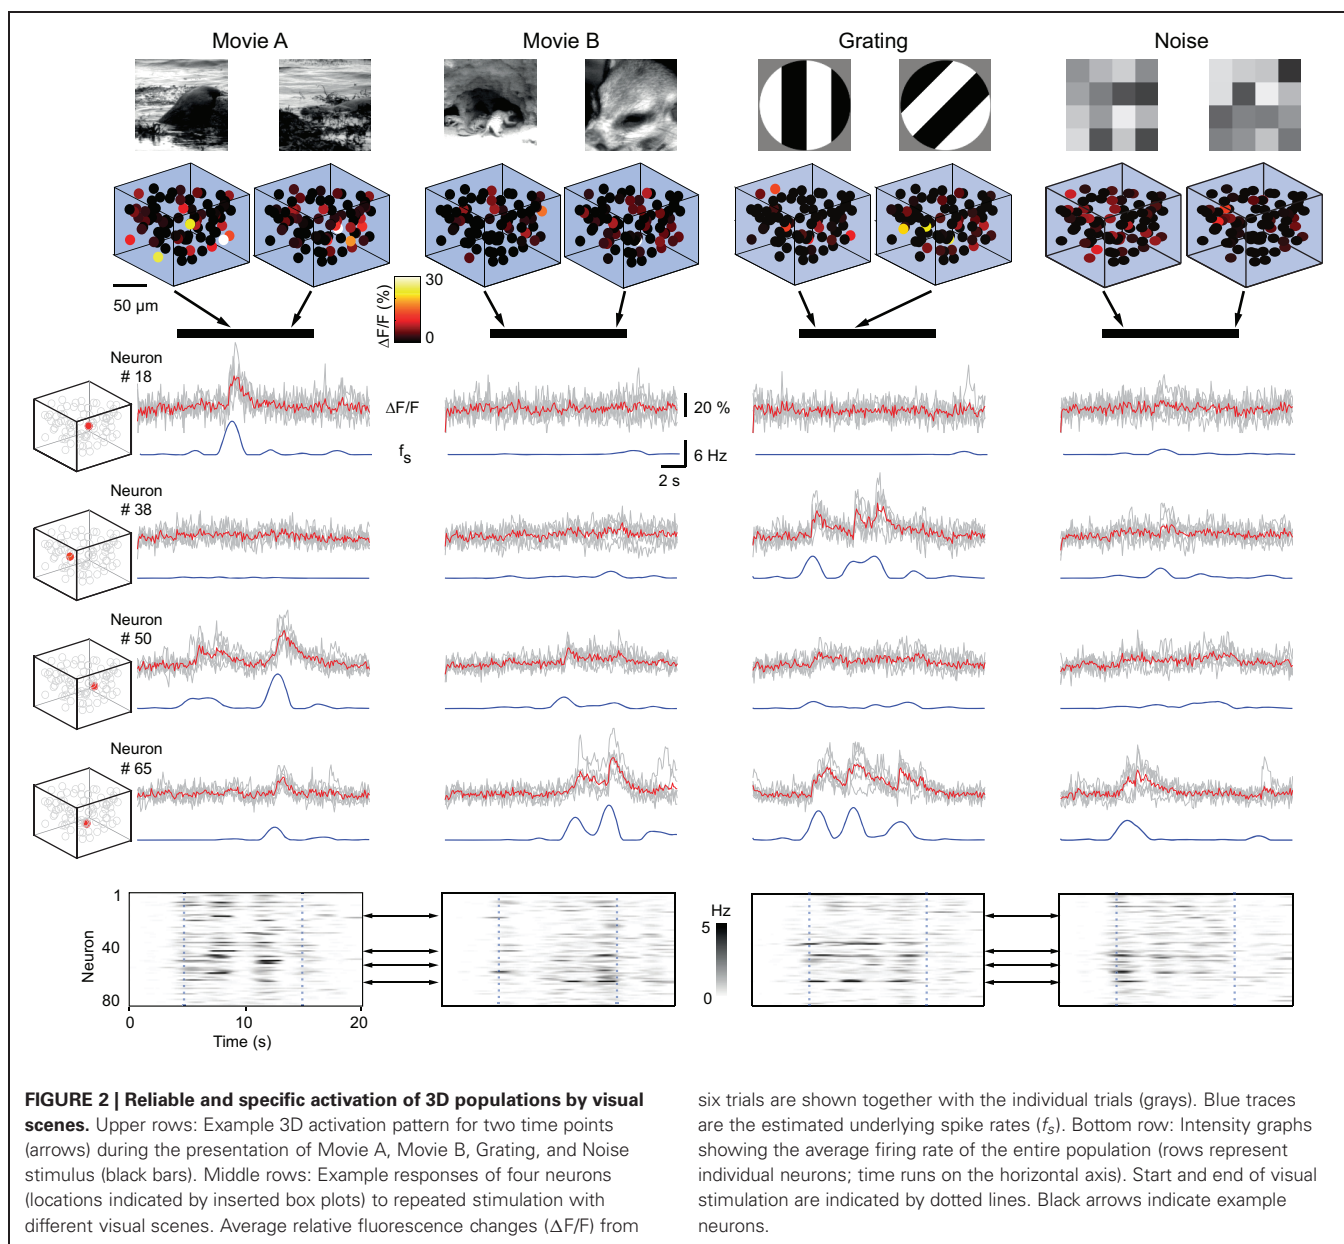 Movie A
Movie B
Grating
Noise
50 µm
ΔF/F (%)
30
0
Neuron
# 18
ΔF/F
fs
20 %
6 Hz
2 s
Neuron
# 38
Neuron
# 50
Neuron
# 65
1
40
80
Neuron
0
10
20
Time (s)
Hz
5
0
FIGURE 2 | Reliable and specific activation of 3D populations by visual
scenes. Upper rows: Example 3D activation pattern for two time points
(arrows) during the presentation of Movie A, Movie B, Grating, and Noise
stimulus (black bars). Middle rows: Example responses of four neurons
(locations indicated by inserted box plots) to repeated stimulation with
different visual scenes. Average relative fluorescence changes (ΔF/F) from
six trials are shown together with the individual trials (grays). Blue traces
are the estimated underlying spike rates (fs). Bottom row: Intensity graphs
showing the average firing rate of the entire population (rows represent
individual neurons; time runs on the horizontal axis). Start and end of visual
stimulation are indicated by dotted lines. Black arrows indicate example
neurons.